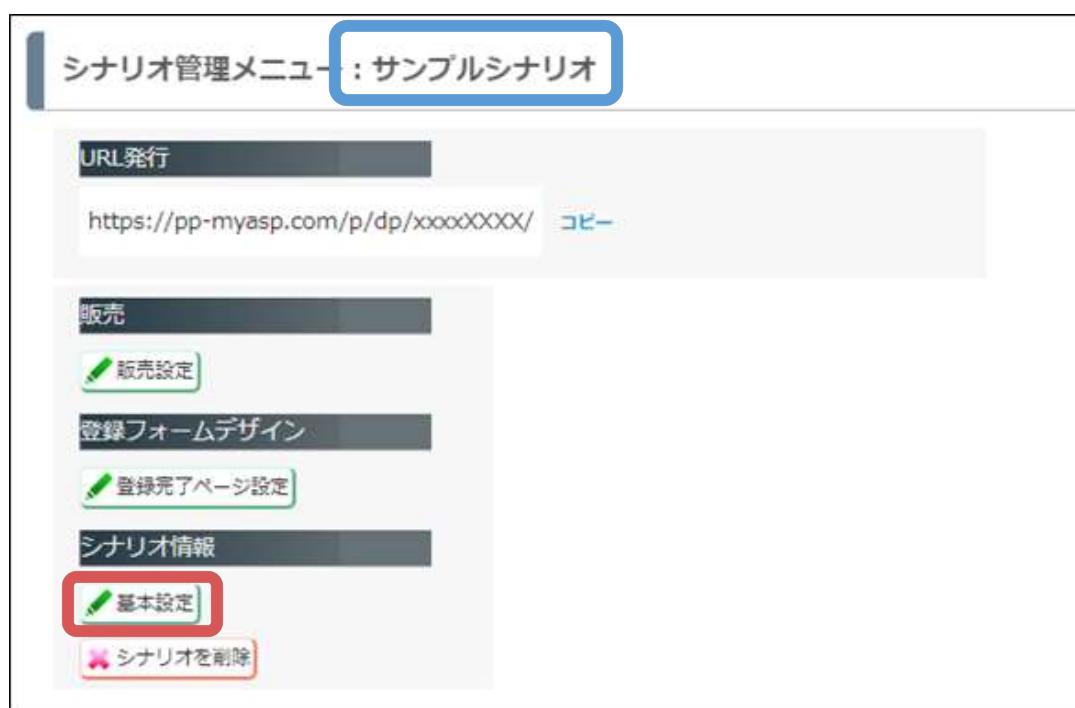 シナリオ管理メニュー：サンプルシナリオ
URL発行
https://pp-myasp.com/p/dp/xxxxXXXX/ コピー
販売
販売設定
登録フォームデザイン
登録完了ページ設定
シナリオ情報
基本設定
シナリオを削除